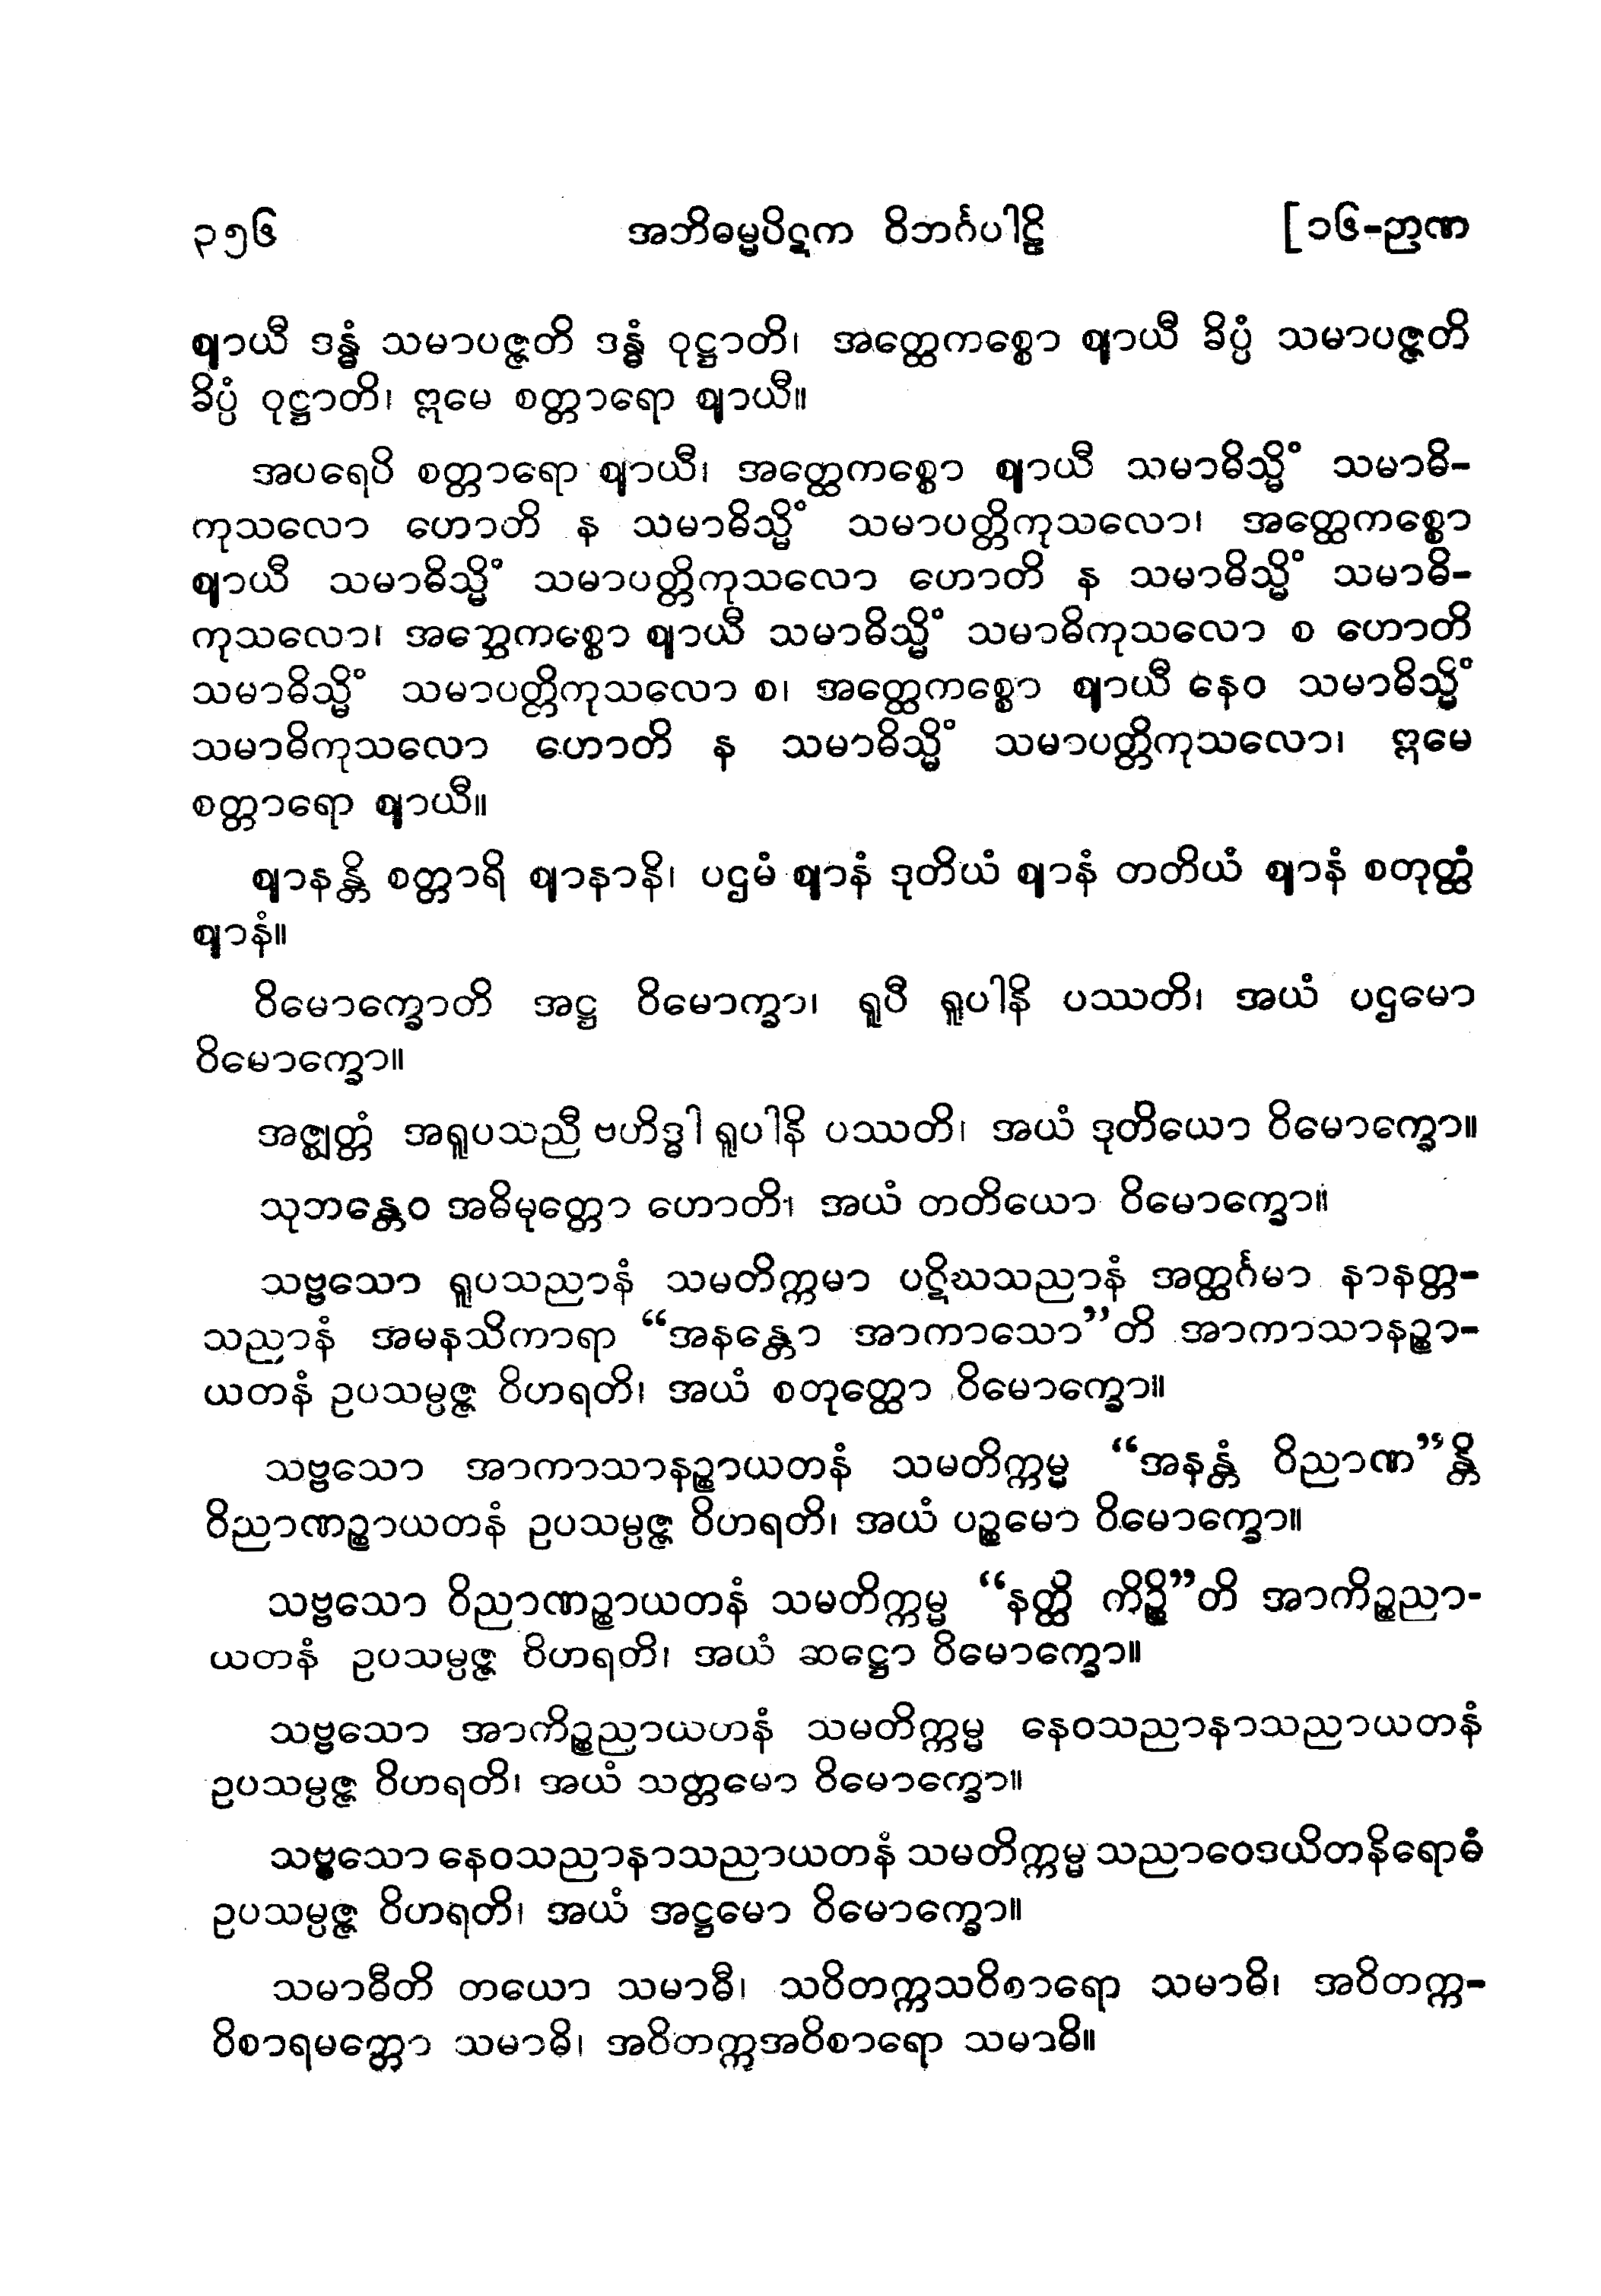 ၃၅၆ အဘိဓမ္မပိဋက ဝိဘင်္ဂပါဠိ [၁၆-ဉာဏ
ဈာယီ ဒန္ဓံ သမာပဇ္ဇတိ ဒန္ဓံ ဝုဋ္ဌာတိ၊ အတ္ထေကစ္စော ဈာယီ ခိပ္ပံ သမာပဇ္ဇတိ
ခိပ္ပံ ဝုဋ္ဌာတိ၊ ဣမေ စတ္တာရော ဈာယီ။
အပရေပိ စတ္တာရော ဈာယီ၊ အတ္ထေကစ္စော ဈာယီ သမာဓိသ္မိံ သမာဓိ-
ကုသလော ဟောတိ န သမာဓိသ္မိံ သမာပတ္တိကုသလော၊ အတ္ထေကစ္စော
ဈာယီ သမာဓိသ္မိံ သမာပတ္တိကုသလော ဟောတိ န သမာဓိသ္မိံ သမာဓိ-
ကုသလော၊ အတ္ထေကစ္စော ဈာယီ သမာဓိသ္မိံ သမာဓိကုသလော စ ဟောတိ
သမာဓိသ္မိံ သမာပတ္တိကုသလော စ၊ အတ္ထေကစ္စော ဈာယီ နေဝ သမာဓိသ္မိံ
သမာဓိကုသလော ဟောတိ န သမာဓိသ္မိံ သမာပတ္တိကုသလော၊ ဣမေ
စတ္တာရော ဈာယီ။
ဈာနန္တိ စတ္တာရိ ဈာနာနိ၊ ပဌမံ ဈာနံ ဒုတိယံ ဈာနံ တတိယံ ဈာနံ စတုတ္ထံ
ဈာနံ။
ဝိမောက္ခောတိ အဋ္ဌ ဝိမောက္ခာ၊ ရူပီ ရူပါနိ ပဿတိ၊ အယံ ပဌမော
ဝိမောက္ခော။
အဇ္ဈတ္တံ အရူပသညီ ဗဟိဒ္ဓါ ရူပါနိ ပဿတိ၊ အယံ ဒုတိယော ဝိမောက္ခော။
သုဘန္တေဝ အဓိမုတ္တော ဟောတိ၊ အယံ တတိယော ဝိမောက္ခော။
သဗ္ဗသော ရူပသညာနံ သမတိက္ကမာ ပဋိဃသညာနံ အတ္ထင်္ဂမာ နာနတ္တ-
သညာနံ အမနသိကာရာ “အနန္တော အာကာသော”တိ အာကာသာနဉ္စာ-
ယတနံ ဥပသမ္ပဇ္ဇ ဝိဟရတိ၊ အယံ စတုတ္ထော ဝိမောက္ခော။
သဗ္ဗသော အာကာသာနဉ္စာယတနံ သမတိက္ကမ္မ “အနန္တံ ဝိညာဏ”န္တိ
ဝိညာဏဉ္စာယတနံ ဥပသမ္ပဇ္ဇ ဝိဟရတိ၊ အယံ ပဉ္စမော ဝိမောက္ခော။
သဗ္ဗသော ဝိညာဏဉ္စာယတနံ သမတိက္ကမ္မ “နတ္ထိ ကိဉ္စိ”တိ အာကိဉ္စညာ-
ယတနံ ဥပသမ္ပဇ္ဇ ဝိဟရတိ၊ အယံ ဆဋ္ဌော ဝိမောက္ခော။
သဗ္ဗသော အာကိဉ္စညာယဟနံ သမတိက္ကမ္မ နေဝသညာနာသညာယတနံ
ဥပသမ္ပဇ္ဇ ဝိဟရတိ၊ အယံ သတ္တမော ဝိမောက္ခော။
သဗ္ဗသော နေဝသညာနာသညာယတနံ သမတိက္ကမ္မ သညာဝေဒယိတနိရောဓံ
ဥပသမ္ပဇ္ဇ ဝိဟရတိ၊ အယံ အဋ္ဌမော ဝိမောက္ခော။
သမာဓီတိ တယော သမာဓီ၊ သဝိတက္ကသဝိစာရော သမာဓိ၊ အဝိတက္က-
ဝိစာရမတ္တော သမာဓိ၊ အဝိတက္ကအဝိစာရော သမာဓိ။